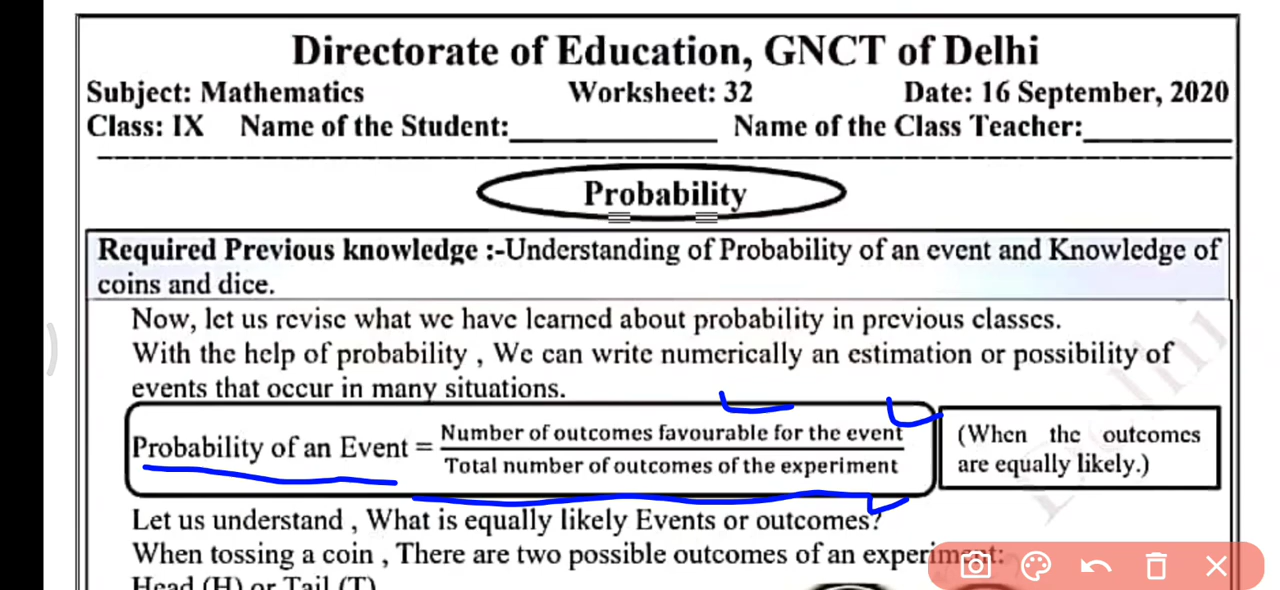 Directorate of Education, GNCT of Delhi
Subject: Mathematics Worksheet: 32 Date: 16 September, 2020
Class: IX Name of the Student:____________ Name of the Class Teacher:_________
Probability
Required Previous knowledge :-Understanding of Probability of an event and Knowledge of
coins and dice.
Now, let us revise what we have learned about probability in previous classes.
With the help of probability , We can write numerically an estimation or possibility of
events that occur in many situations.
Probability of an Event = Number of outcomes favourable for the event
Total number of outcomes of the experiment
(When the outcomes
are equally likely.)
Let us understand , What is equally likely Events or outcomes?
When tossing a coin , There are two possible outcomes of an experiment:
Head (H) or Tail (T)